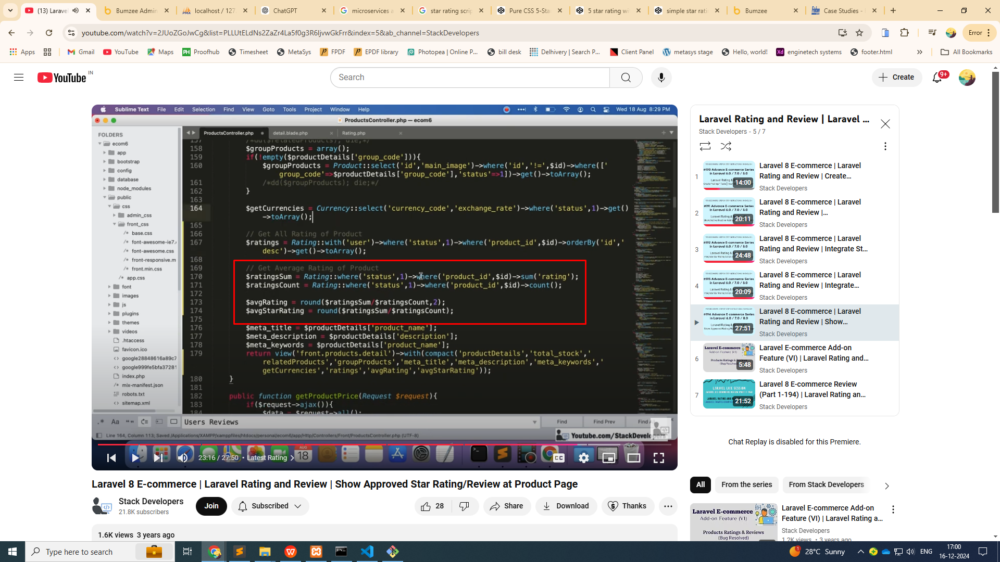 (13) Larave
Bumzee Admin
localhost / 127
ChatGPT
microservices a
star rating scrip
Pure CSS 5-Sta
5 star rating wi
simple star rati
Bumzee
Case Studies -
youtube.com/watch?v=2JUoZGoJwCg&list=PLLUtELdNs2ZaZr4La5f0g3R6IjvwGkFrr&index=5&ab_channel=StackDevelopers
Error
Apps
Gmail
YouTube
Maps
Proofhub
Timesheet
MetaSys
FPDF
EPDF library
Photopea | Online P...
bill desk
Delhivery | Search P...
Client Panel
metasys stage
Hello, world!
enginetech systems
footer.html
All Bookmarks
YouTube IN
Search
Create
9+
Sublime Text File Edit Selection Find View Goto Tools Project Window Help
Wed 18 Aug 8:29 PM
ProductsController.php — ecom6
FOLDERS
ecom6
app
bootstrap
config
database
node_modules
public
css
admin_css
front_css
base.css
font-awesome-ie7.
font-awesome.css
font-responsive.m
front.min.css
app.css
font
images
js
plugins
themes
videos
.htaccess
favicon.ico
google28848616a89c7
google999fe5bfa37281
index.php
mix-manifest.json
robots.txt
sitemap.xml
ProductsController.php
detail.blade.php
Rating.php
157 /*dd($relatedProducts); die;*/
158 $groupProducts = array();
159 if(!empty($productDetails['group_code'])){
160 $groupProducts = Product::select('id','main_image')->where('id','!=',$id)->where(['
group_code'=>$productDetails['group_code'],'status'=>1])->get()->toArray();
161 /*dd($groupProducts); die;*/
162 }
163
164 $getCurrencies = Currency::select('currency_code','exchange_rate')->where('status',1)->get()
->toArray();
165
166 // Get All Rating of Product
167 $ratings = Rating::with('user')->where('status',1)->where('product_id',$id)->orderBy('id','
desc')->get()->toArray();
168
169 // Get Average Rating of Product
170 $ratingsSum = Rating::where('status',1)->where('product_id',$id)->sum('rating');
171 $ratingsCount = Rating::where('status',1)->where('product_id',$id)->count();
172
173 $avgRating = round($ratingsSum/$ratingsCount,2);
174 $avgStarRating = round($ratingsSum/$ratingsCount);
175
176 $meta_title = $productDetails['product_name'];
177 $meta_description = $productDetails['description'];
178 $meta_keywords = $productDetails['product_name'];
179 return view('front.products.detail')->with(compact('productDetails','total_stock','
relatedProducts','groupProducts','meta_title','meta_description','meta_keywords','
getCurrencies','ratings','avgRating','avgStarRating'));
180 }
181
182 public function getProductPrice(Request $request){
183 if($request->ajax()){
184 $data = $request->all();
Users Reviews
Find
Find Prev
Find
Line 164, Column 113; Saved /Applications/XAMPP/xamppfiles/htdocs/personal/ecom6/app/Http/Controllers/Front/ProductsController.php (UTF-8)
Youtube.com/StackDevelopers
AUG
18
23:16 / 27:50 • Latest Rating
CC
Laravel 8 E-commerce | Laravel Rating and Review | Show Approved Star Rating/Review at Product Page
Stack Developers
21.8K subscribers
Join
Subscribed
28
Share
Download
Thanks
1.6K views 3 years ago
Laravel Rating and Review | Laravel ...
Stack Developers - 5 / 7
1
14:00
Laravel 8 E-commerce | Laravel
Rating and Review | Create...
Stack Developers
2
20:11
Laravel 8 E-commerce | Laravel
Rating and Review |...
Stack Developers
3
24:48
Laravel 8 E-commerce | Laravel
Rating and Review | Integrate St...
Stack Developers
4
20:09
Laravel 8 E-commerce | Laravel
Rating and Review | Integrate...
Stack Developers
27:51
Laravel 8 E-commerce | Laravel
Rating and Review | Show...
Stack Developers
6
5:48
Laravel E-commerce Add-on
Feature (VI) | Laravel Rating and...
Stack Developers
7
21:52
Laravel 8 E-commerce Review
(Part 1-194) | Laravel Rating an...
Stack Developers
Chat Replay is disabled for this Premiere.
All
From the series
From Stack Developers
Laravel E-commerce
Add-on Feature (VI)
Products Ratings & Reviews
(Bug Resolved)
Laravel E-commerce Add-on
Feature (VI) | Laravel Rating a...
Stack Developers
1.2K views • 3 years ago
Type here to search
28°C Sunny
ENG
17:00
16-12-2024